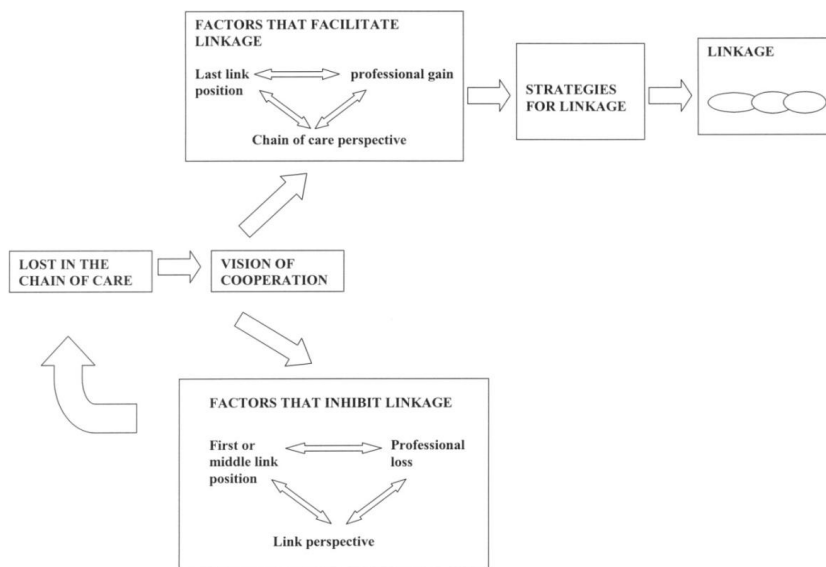 FACTORS THAT FACILITATE
LINKAGE
Last link
position
professional gain
Chain of care perspective
STRATEGIES
FOR LINKAGE
LINKAGE
LOST IN THE
CHAIN OF CARE
VISION OF
COOPERATION
FACTORS THAT INHIBIT LINKAGE
First or
middle link
position
Professional
loss
Link perspective